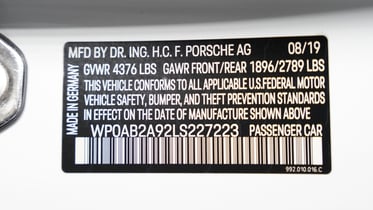 MFD BY DR. ING. H.C. F. PORSCHE AG 08/19
MADE IN GERMANY
GVWR 4376 LBS GAWR FRONT/REAR 1896/2789 LBS
THIS VEHICLE CONFORMS TO ALL APPLICABLE U.S.FEDERAL MOTOR
VEHICLE SAFETY, BUMPER, AND THEFT PREVENTION STANDARDS
IN EFFECT ON THE DATE OF MANUFACTURE SHOWN ABOVE
WP0AB2A92LS227223 PASSENGER CAR
992.010.016.C